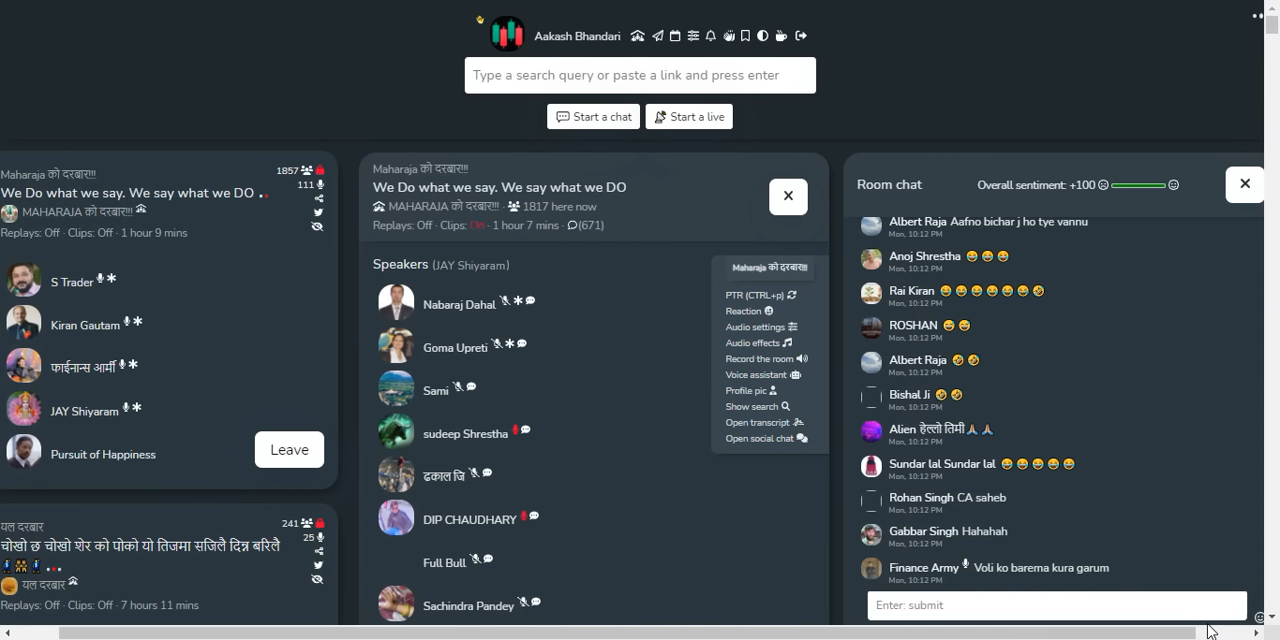 Aakash Bhandari
Type a search query or paste a link and press enter
Start a chat
Start a live
Maharaja को दरबार!!!
1857
We Do what we say. We say what we DO
111
MAHARAJA को दरबार!!!
Replays: Off · Clips: Off · 1 hour 9 mins
S Trader
Kiran Gautam
फाईनान्स आर्मी
JAY Shiyaram
Pursuit of Happiness
Leave
यल दरबार
241
25
चोखो छ चोखो शेर को पोको यो तिजमा सजिलै दिन्न बरिलै
यल दरबार
Replays: Off · Clips: Off · 7 hours 11 mins
Maharaja को दरबार!!!
We Do what we say. We say what we DO
MAHARAJA को दरबार!!! · 1817 here now
Replays: Off · Clips: On · 1 hour 7 mins · (671)
X
Speakers (JAY Shiyaram)
Nabaraj Dahal
Goma Upreti
Sami
sudeep Shrestha
ढकाल जि
DIP CHAUDHARY
Full Bull
Sachindra Pandey
Maharaja को दरबार!!!
PTR (CTRL+p)
Reaction
Audio settings
Audio effects
Record the room
Voice assistant
Profile pic
Show search
Open transcript
Open social chat
Room chat
Overall sentiment: +100
X
Albert Raja Aafno bichar j ho tye vannu
Mon, 10:12 PM
Anoj Shrestha 😂 😂 😂
Mon, 10:12 PM
Rai Kiran 😂 😂 😂 😂 😂 😂 🤣
Mon, 10:12 PM
ROSHAN 😅 😅
Mon, 10:12 PM
Albert Raja 🤣 🤣
Mon, 10:12 PM
Bishal Ji 🤣 🤣
Mon, 10:12 PM
Alien हेल्लो तिमी🙏🙏
Mon, 10:12 PM
Sundar lal Sundar lal 😂 😂 😂 😂 😂
Mon, 10:12 PM
Rohan Singh CA saheb
Mon, 10:12 PM
Gabbar Singh Hahahah
Mon, 10:12 PM
Finance Army Voli ko barema kura garum
Mon, 10:12 PM
Enter: submit